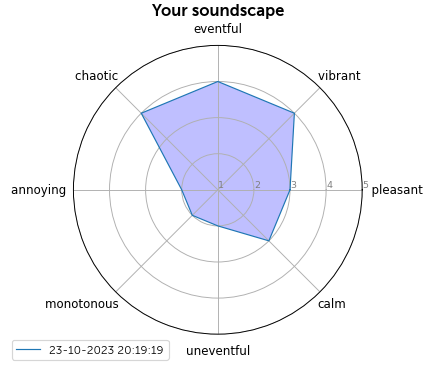 Your soundscape
eventful
chaotic
vibrant
annoying
1 2 3 4 5
pleasant
monotonous
calm
uneventful
23-10-2023 20:19:19